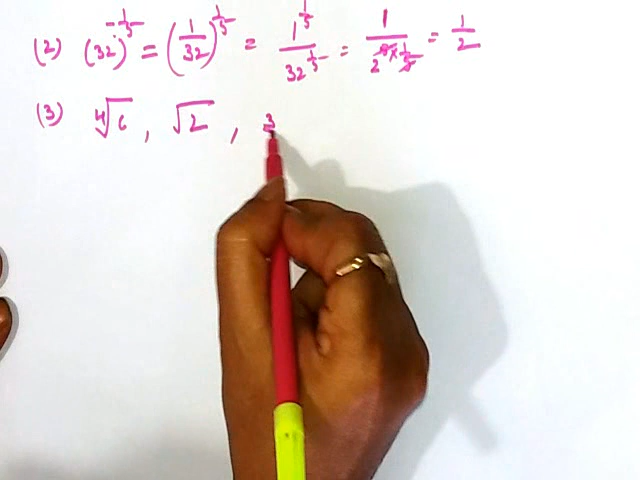 (2) (32)^{-1/5} = (1/32)^{1/5} = 1^{1/5}/32^{1/5} = 1/2^{5×1/5} = 1/2
(3) ∜6 , √2 , 3